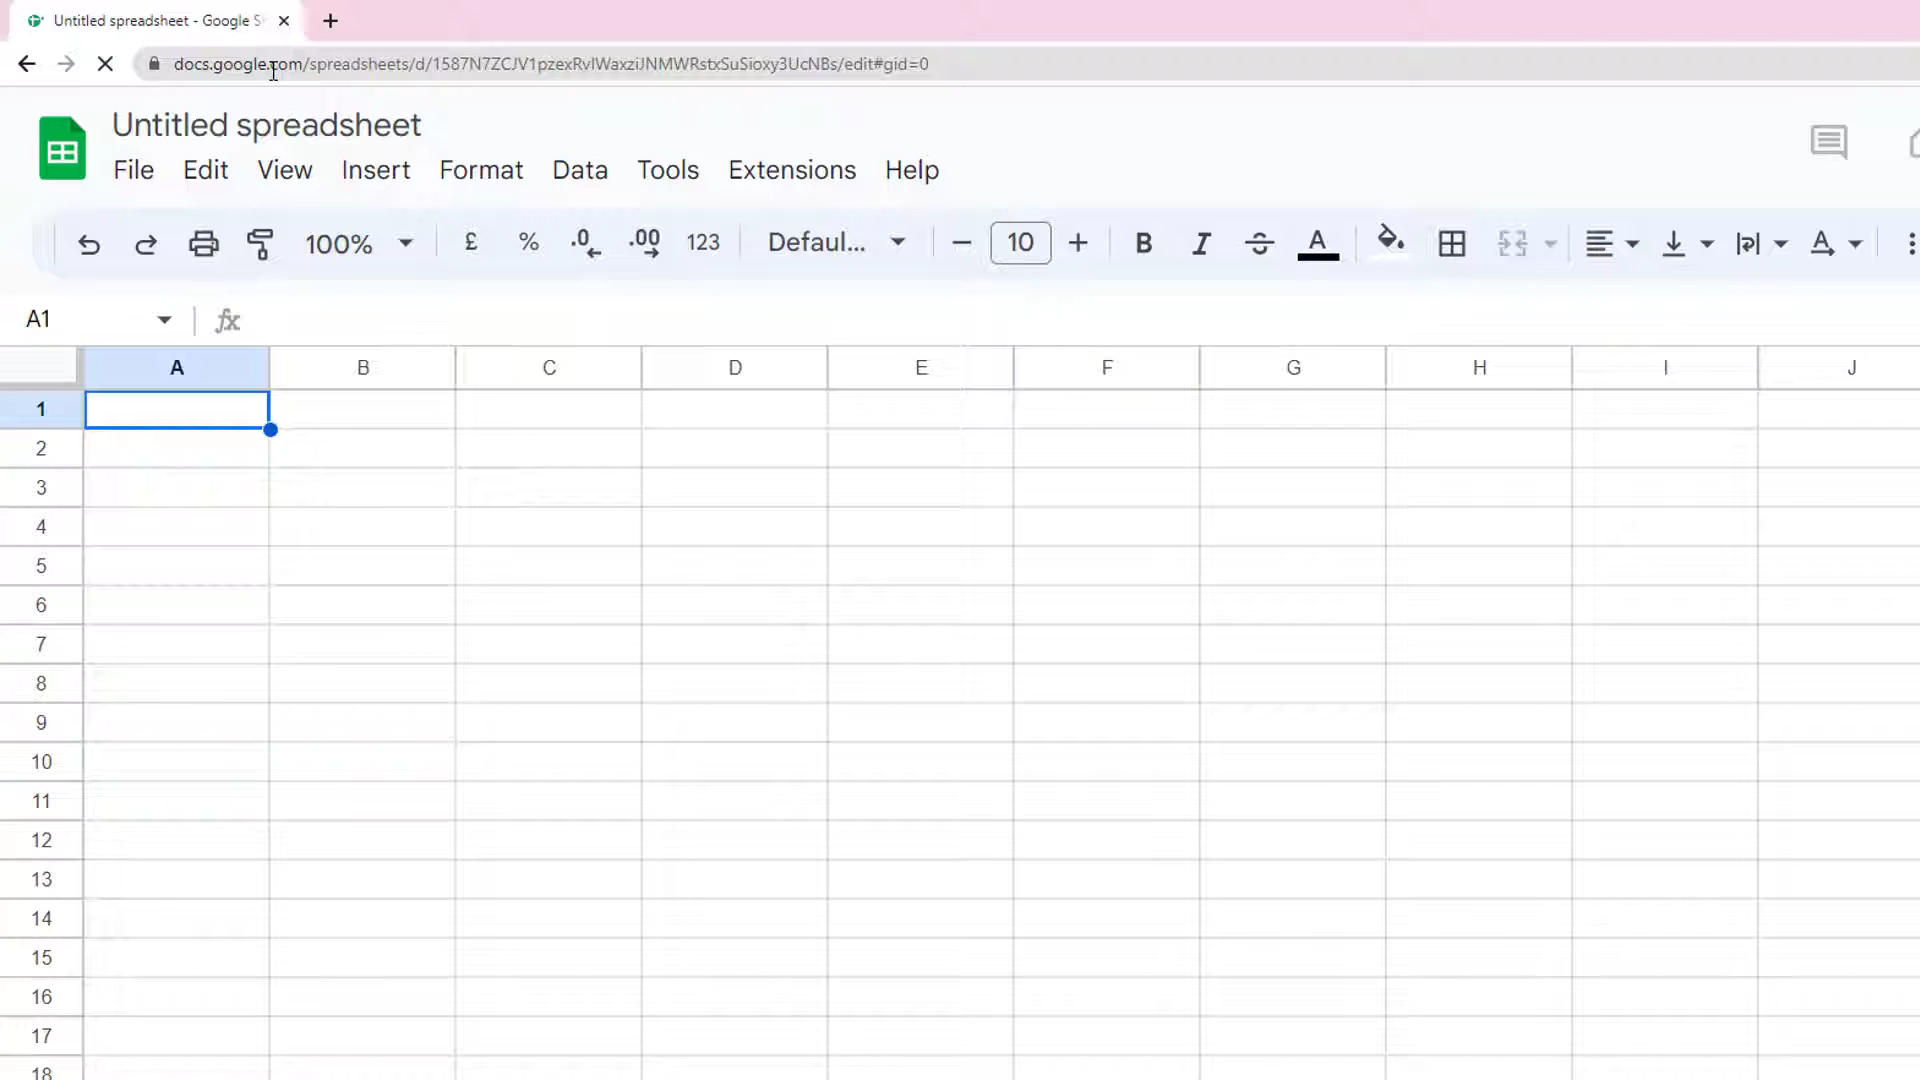 Untitled spreadsheet - Google S
docs.google.com/spreadsheets/d/1587N7ZCJV1pzexRvIWaxziJNMWRstxSuSioxy3UcNBs/edit#gid=0
Untitled spreadsheet
File Edit View Insert Format Data Tools Extensions Help
100% £ % .0 .00 123 Defaul... 10 B I S A A
A1 fx
A B C D E F G H I J
1
2
3
4
5
6
7
8
9
10
11
12
13
14
15
16
17
18